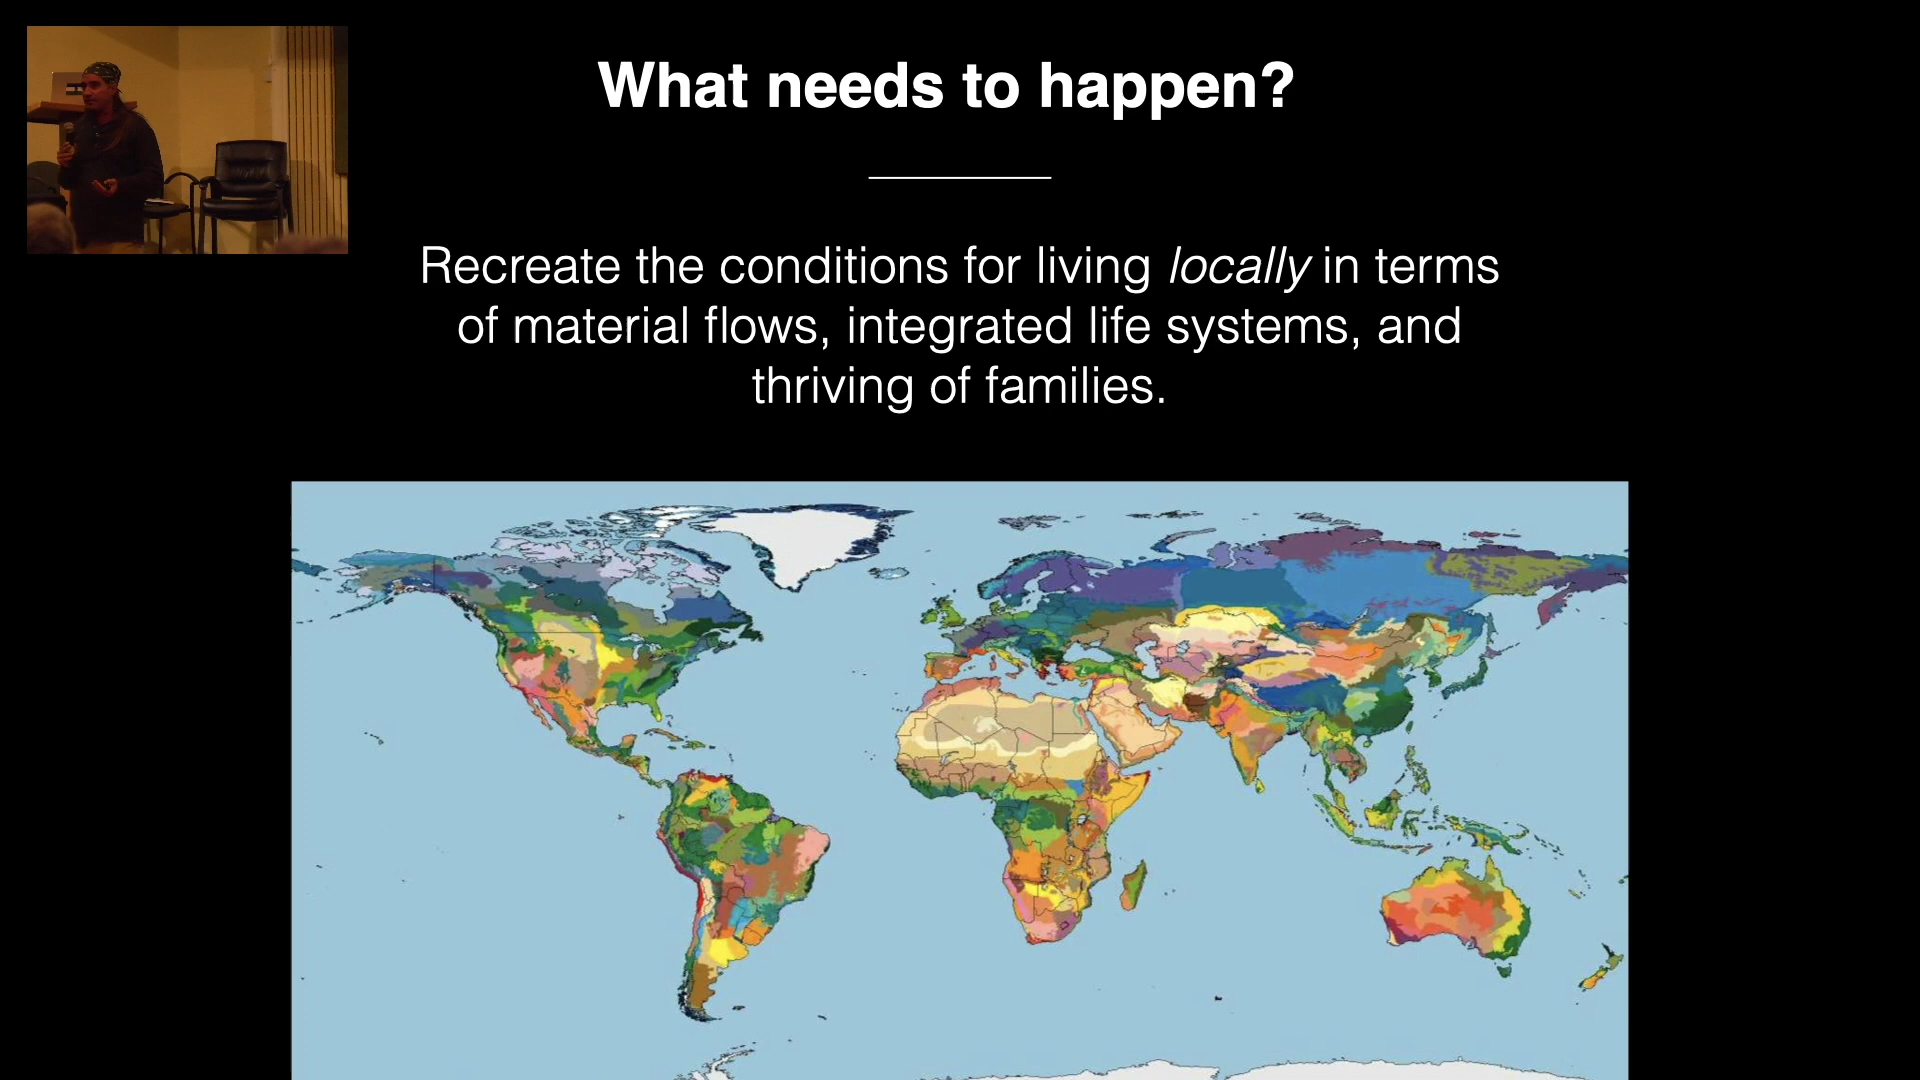 What needs to happen?
Recreate the conditions for living locally in terms
of material flows, integrated life systems, and
thriving of families.